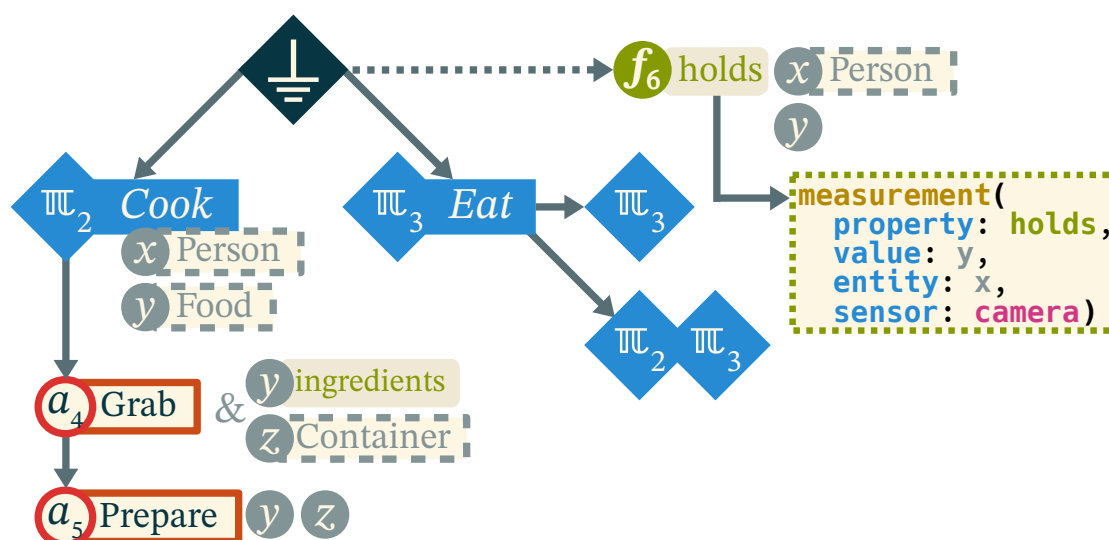 f6 holds x Person
y
π2 Cook
x Person
y Food
π3 Eat
π3
π2 π3
measurement(
property: holds,
value: y,
entity: x,
sensor: camera)
a4 Grab & y ingredients
z Container
a5 Prepare y z